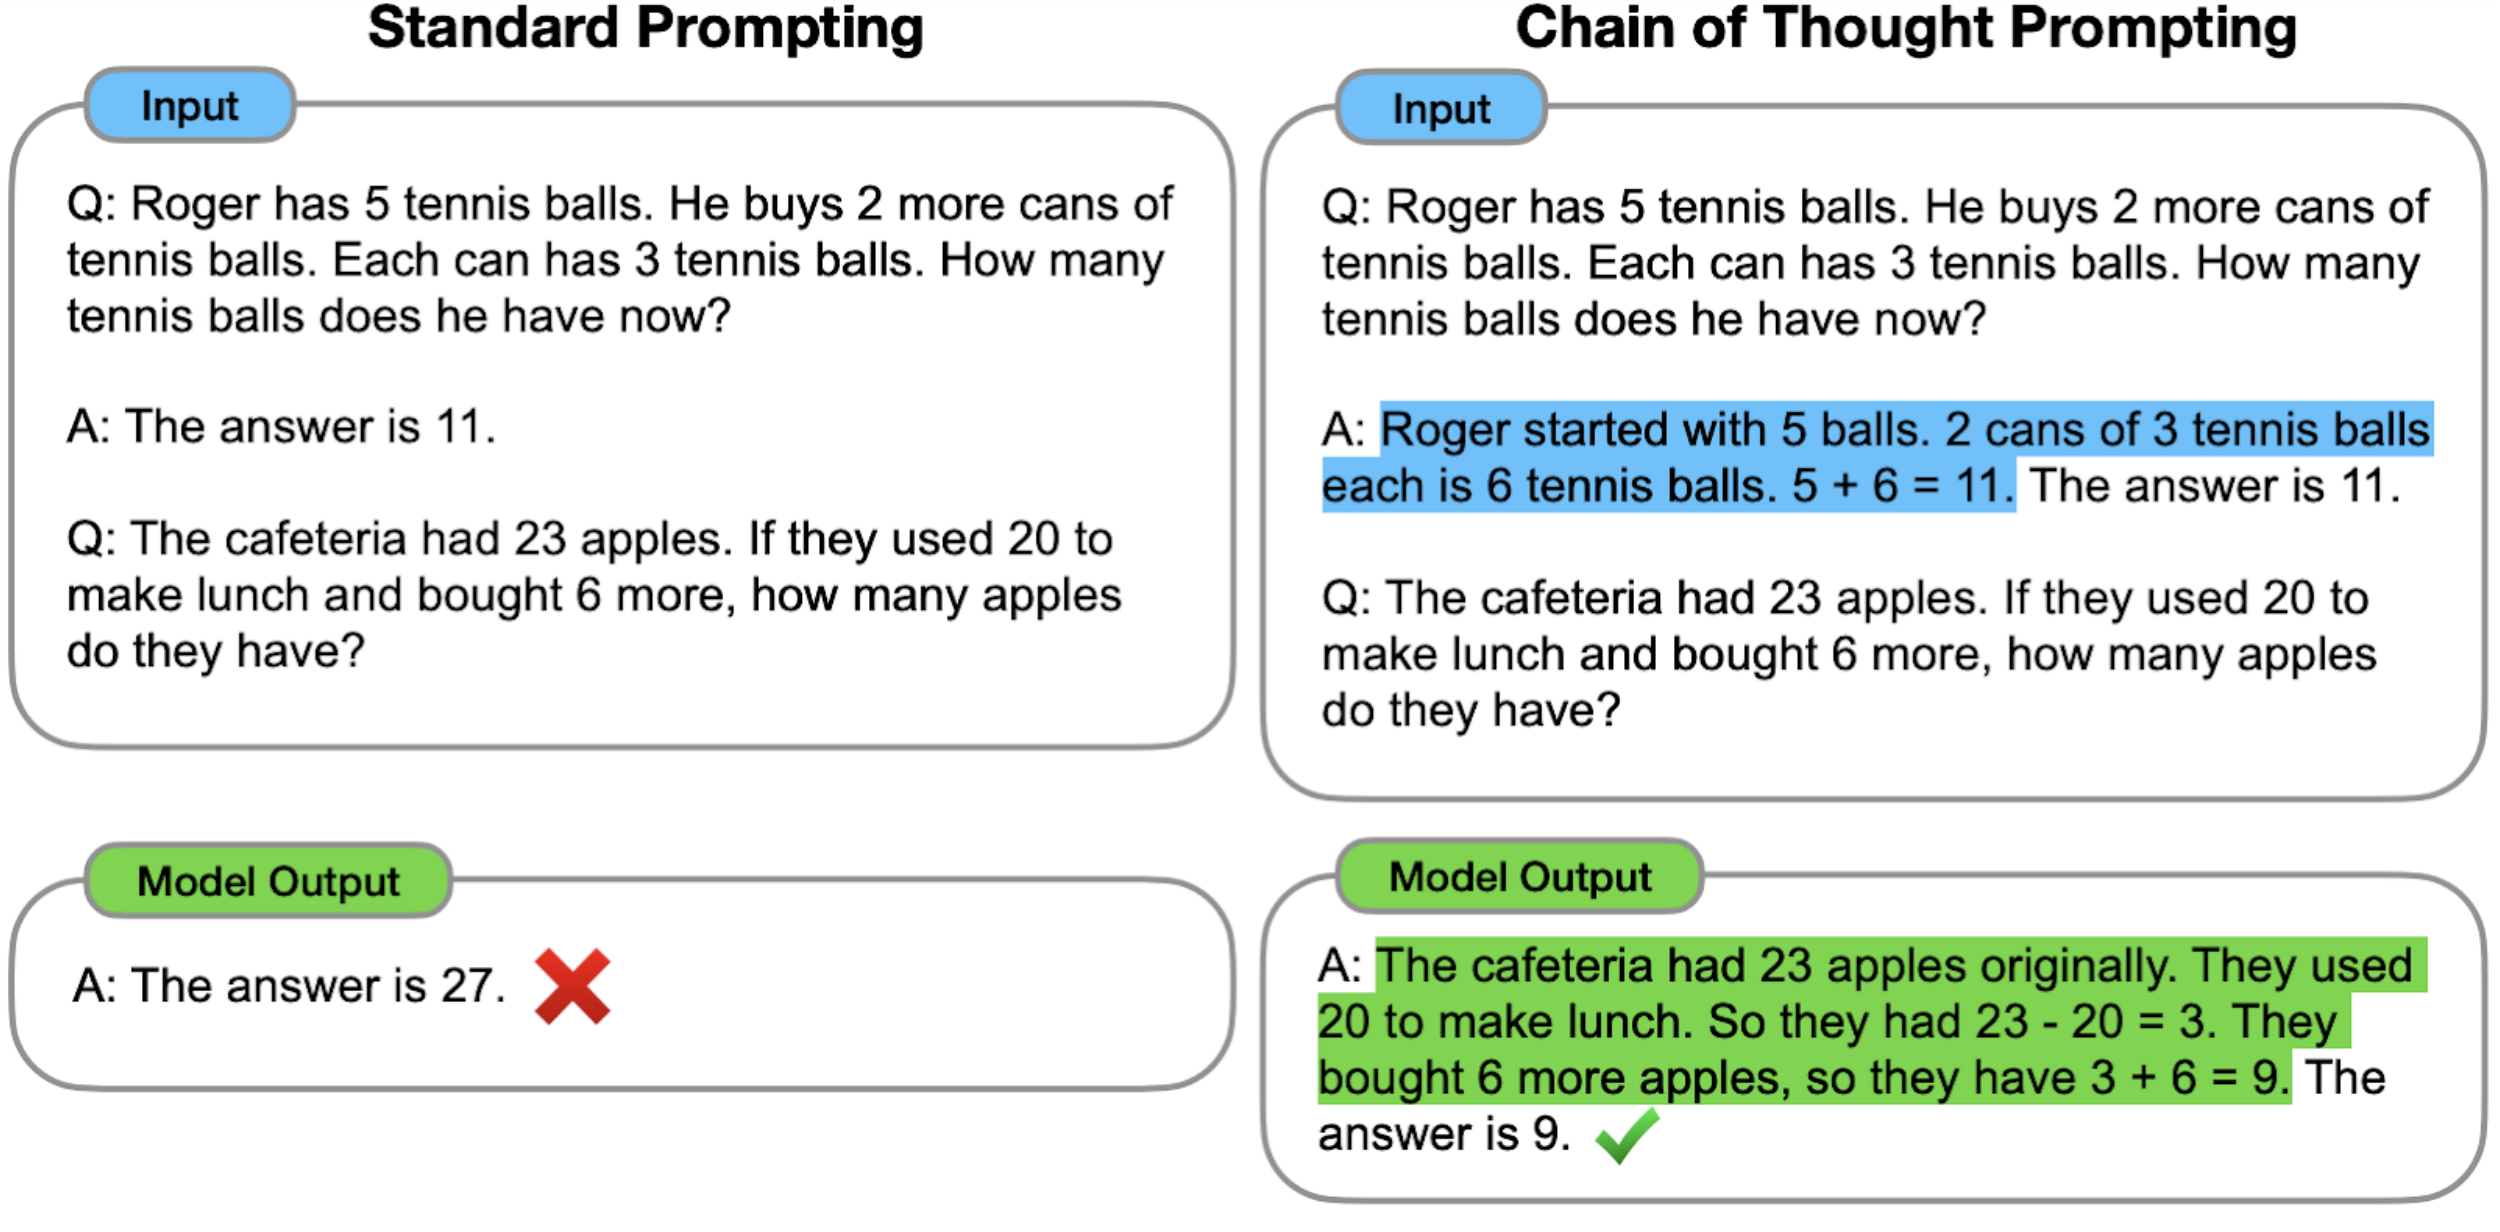 Standard Prompting
Input
Q: Roger has 5 tennis balls. He buys 2 more cans of
tennis balls. Each can has 3 tennis balls. How many
tennis balls does he have now?
A: The answer is 11.
Q: The cafeteria had 23 apples. If they used 20 to
make lunch and bought 6 more, how many apples
do they have?
Model Output
A: The answer is 27.
Chain of Thought Prompting
Input
Q: Roger has 5 tennis balls. He buys 2 more cans of
tennis balls. Each can has 3 tennis balls. How many
tennis balls does he have now?
A: Roger started with 5 balls. 2 cans of 3 tennis balls
each is 6 tennis balls. 5 + 6 = 11. The answer is 11.
Q: The cafeteria had 23 apples. If they used 20 to
make lunch and bought 6 more, how many apples
do they have?
Model Output
A: The cafeteria had 23 apples originally. They used
20 to make lunch. So they had 23 - 20 = 3. They
bought 6 more apples, so they have 3 + 6 = 9. The
answer is 9.